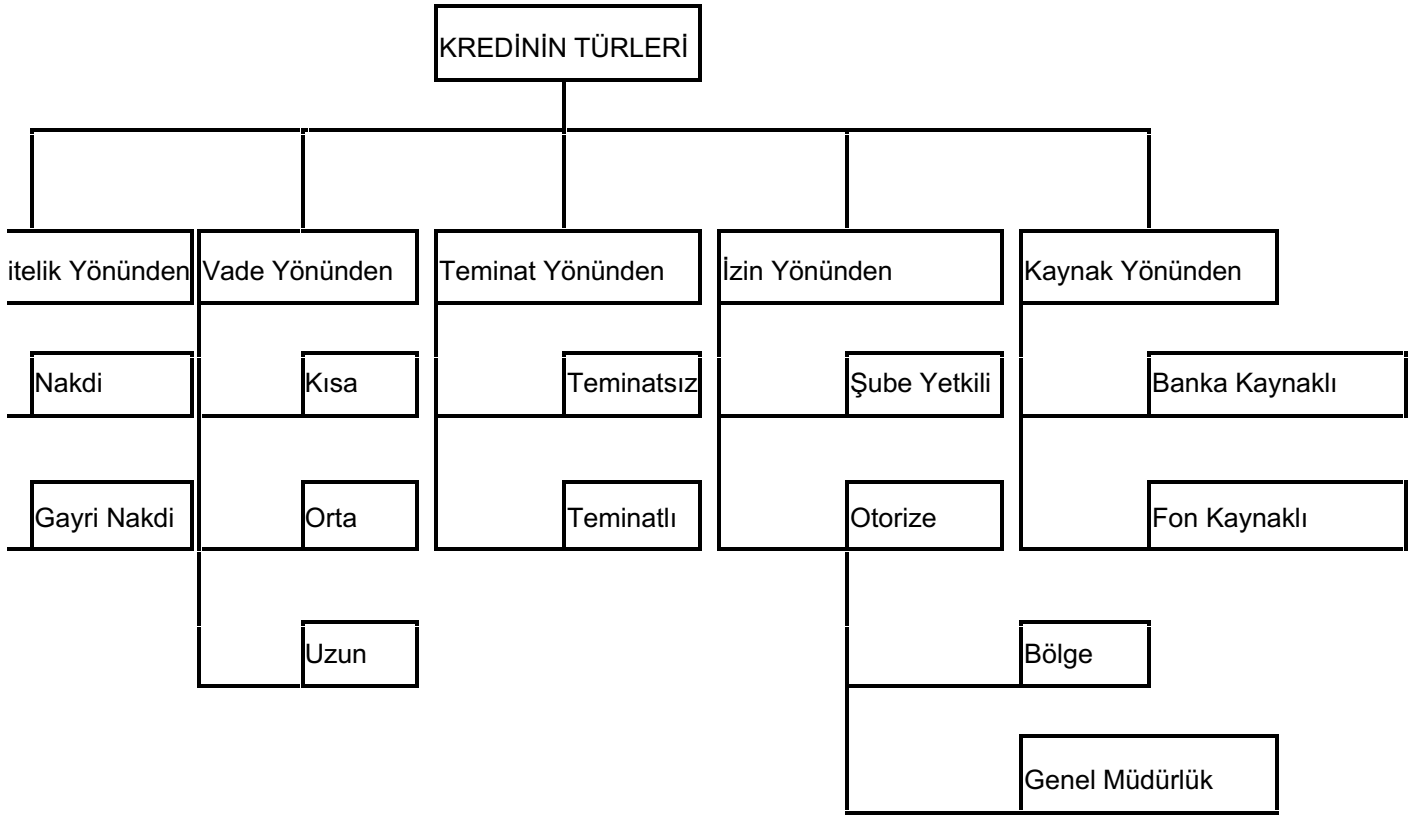 KREDİNİN TÜRLERİ
itelik Yönünden
Vade Yönünden
Teminat Yönünden
İzin Yönünden
Kaynak Yönünden
Nakdi
Kısa
Teminatsız
Şube Yetkili
Banka Kaynaklı
Gayri Nakdi
Orta
Teminatlı
Otorize
Fon Kaynaklı
Uzun
Bölge
Genel Müdürlük